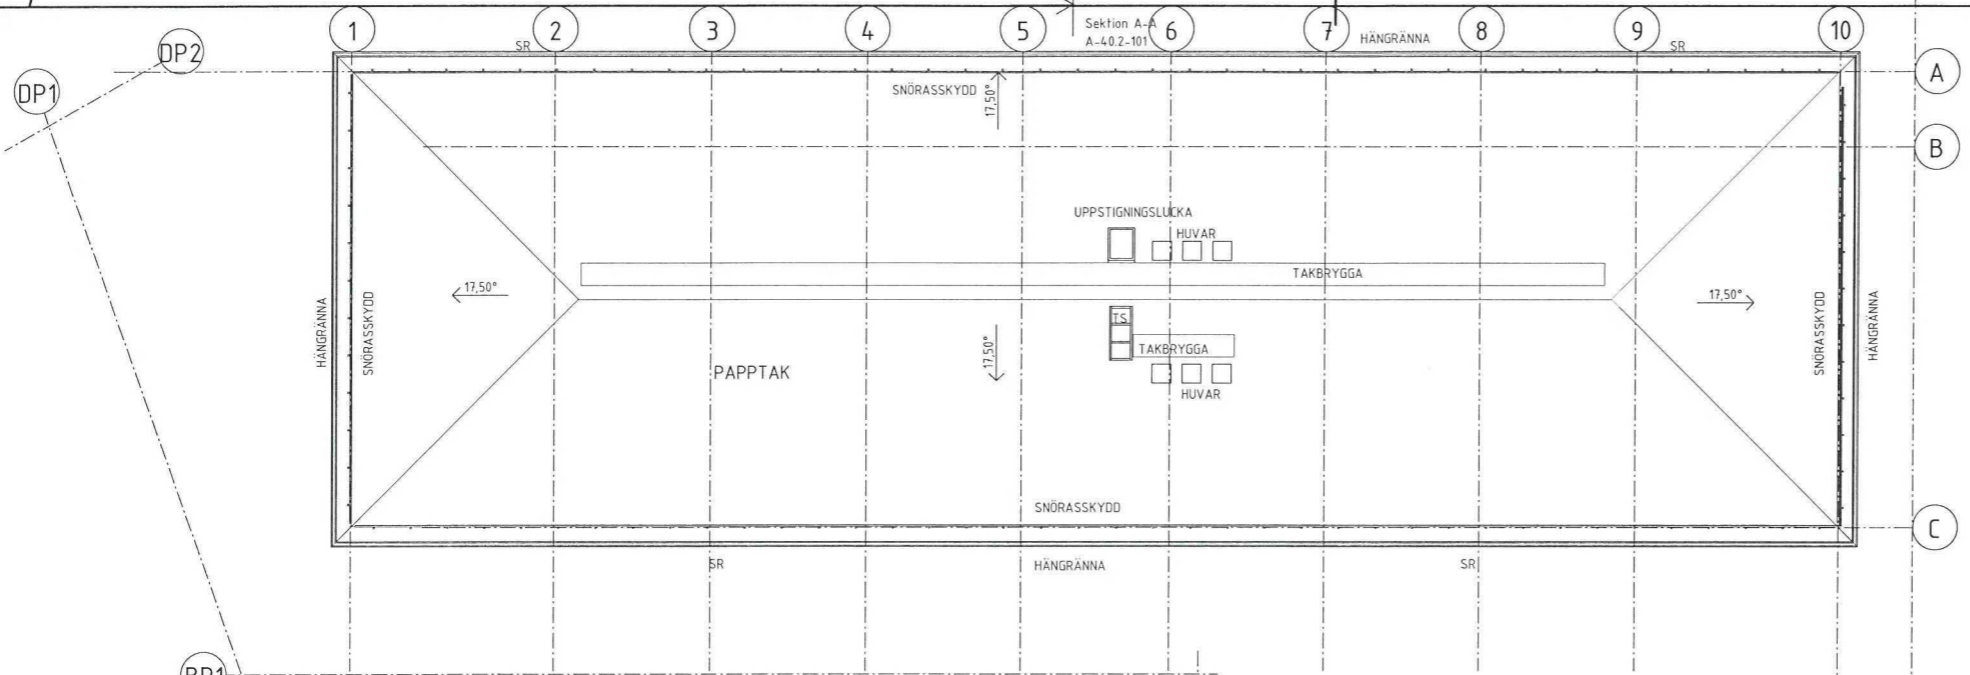 Sektion A-A
A-40.2-101
1
2
3
4
5
6
7
8
9
10
SR
HÄNGRÄNNA
SR
DP2
DP1
A
B
C
SNÖRASSKYDD
17,50°
UPPSTIGNINGSLUCKA
HUVAR
TAKBRYGGA
17,50°
17,50°
HÄNGRÄNNA
SNÖRASSKYDD
TS
TAKBRYGGA
17,50°
HUVAR
PAPPTAK
SNÖRASSKYDD
HÄNGRÄNNA
SNÖRASSKYDD
SR
HÄNGRÄNNA
SR